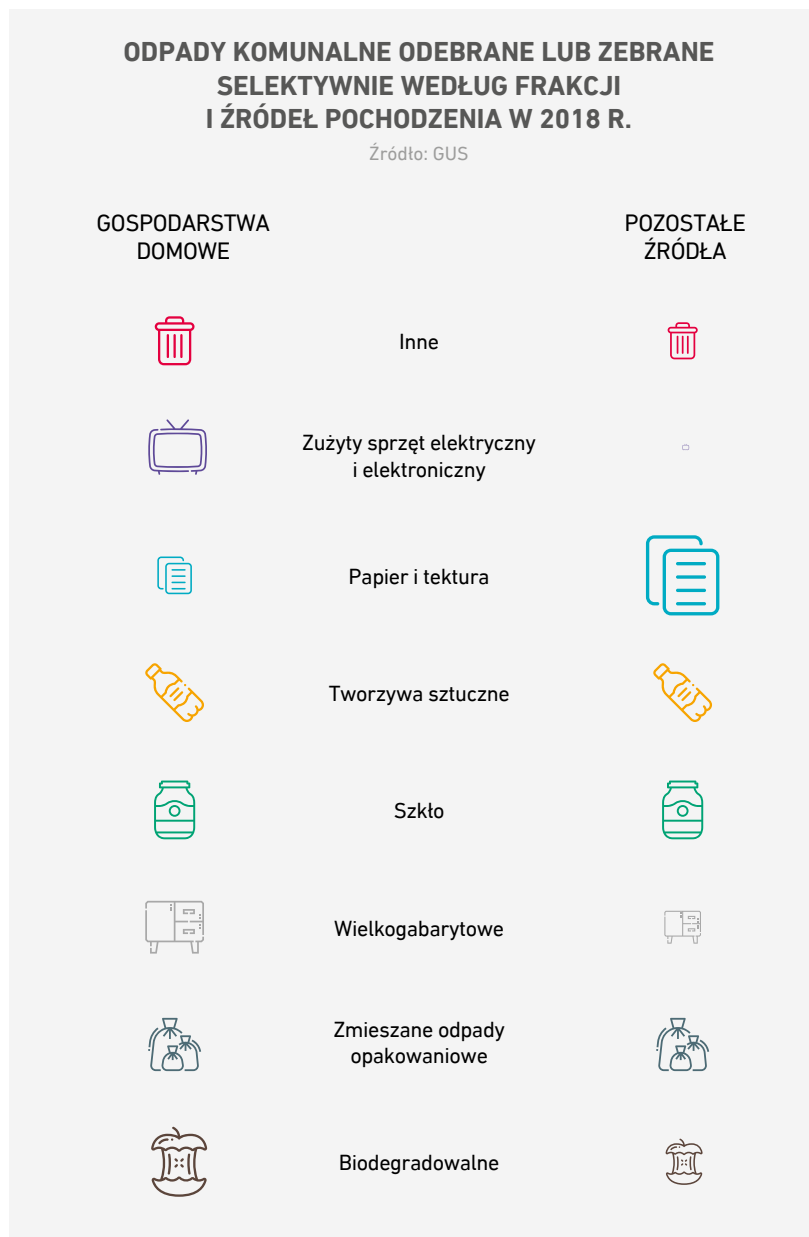 ODPADY KOMUNALNE ODEBRANE LUB ZEBRANE
SELEKTYWNIE WEDŁUG FRAKCJI
I ŹRÓDEŁ POCHODZENIA W 2018 R.
Źródło: GUS
GOSPODARSTWA
DOMOWE
POZOSTAŁE
ŹRÓDŁA
Inne
Zużyty sprzęt elektryczny
i elektroniczny
Papier i tektura
Tworzywa sztuczne
Szkło
Wielkogabarytowe
Zmieszane odpady
opakowaniowe
Biodegradowalne